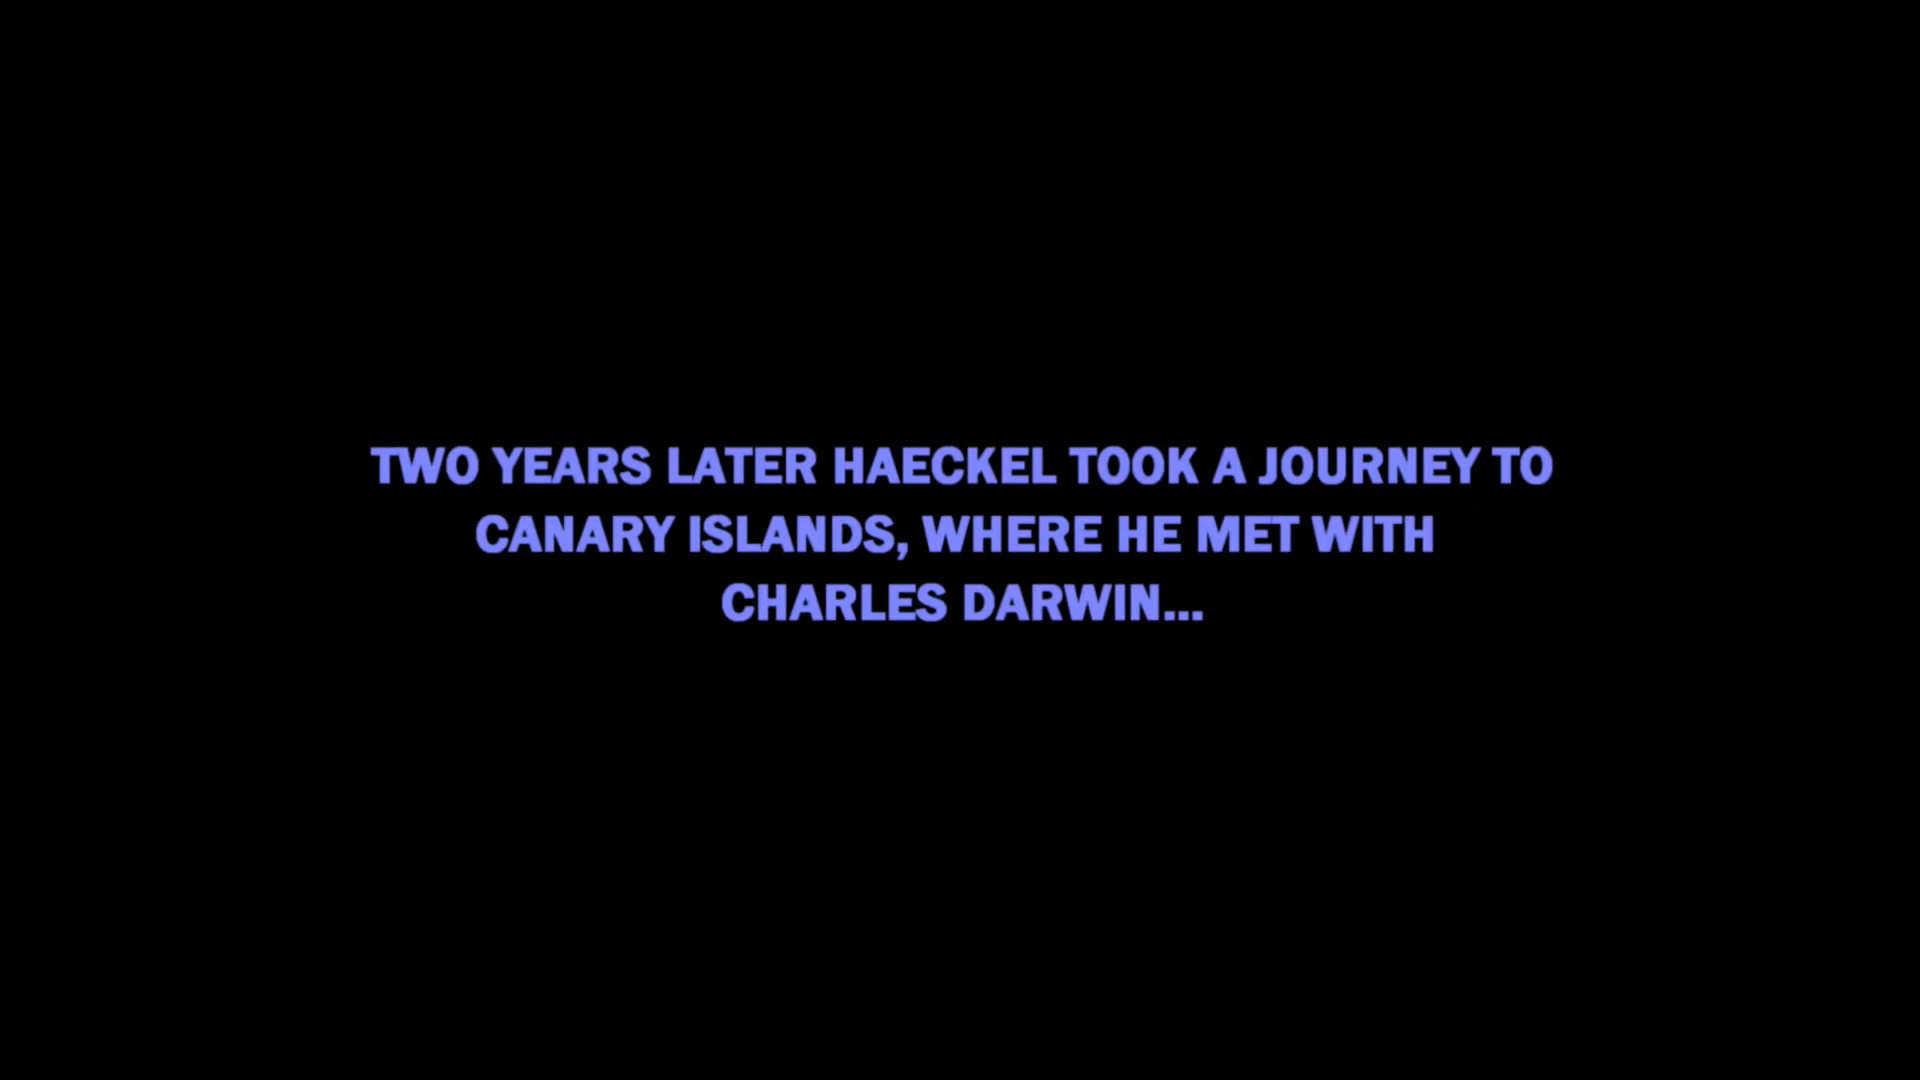 TWO YEARS LATER HAECKEL TOOK A JOURNEY TO
CANARY ISLANDS, WHERE HE MET WITH
CHARLES DARWIN...